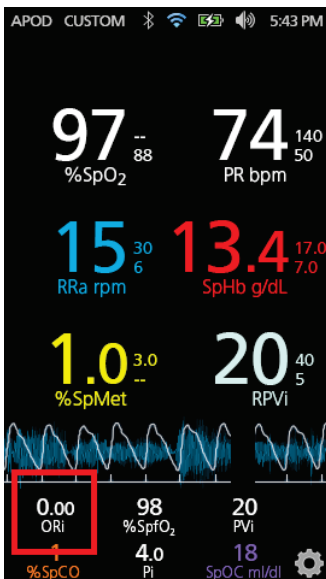 APOD CUSTOM 5:43 PM
97 -- 88 74 140 50
%SpO2 PR bpm
15 30 6 13.4 17.0 7.0
RRa rpm SpHb g/dL
1.0 3.0 -- 20 40 5
%SpMet RPVi
0.00 98 20
ORi %SpfO2 PVi
1 4.0 18
%SpCO Pi SpOC ml/dl